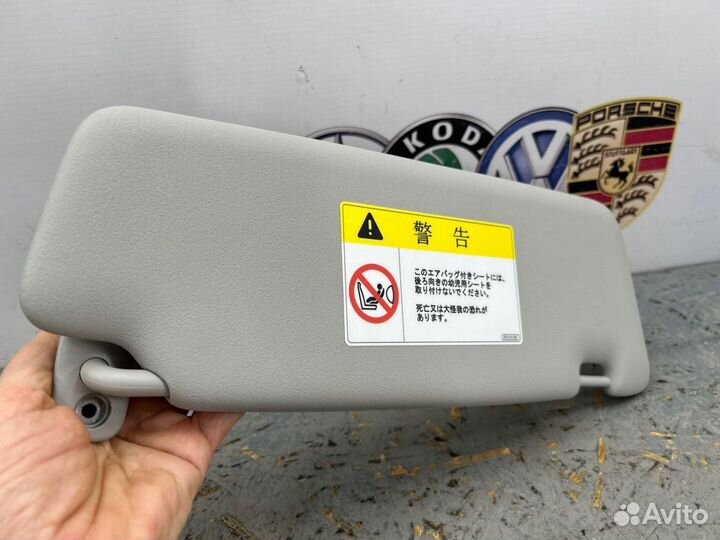 KODA
PORSCHE
STUTTGART
警告
このエアバッグ付きシートには、
後ろ向きの幼児用シートを
取り付けないでください。
死亡又は大怪我の恐れが
あります。
Avito